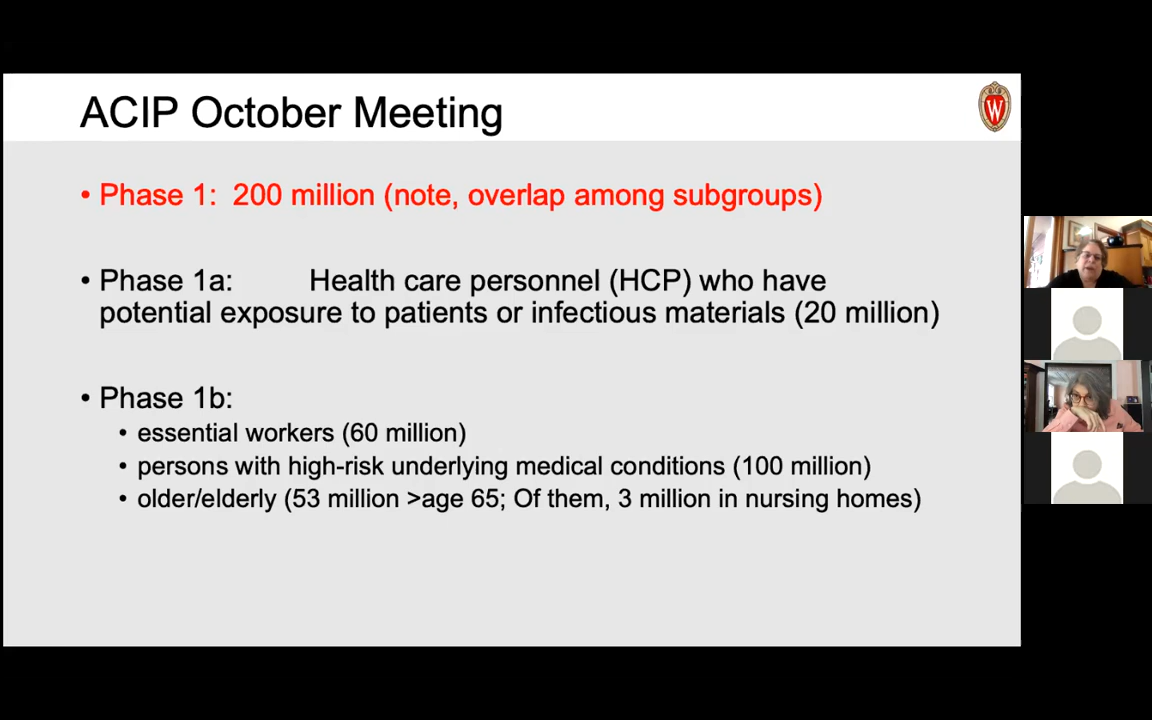 ACIP October Meeting
W
• Phase 1: 200 million (note, overlap among subgroups)
• Phase 1a: Health care personnel (HCP) who have
potential exposure to patients or infectious materials (20 million)
• Phase 1b:
• essential workers (60 million)
• persons with high-risk underlying medical conditions (100 million)
• older/elderly (53 million >age 65; Of them, 3 million in nursing homes)